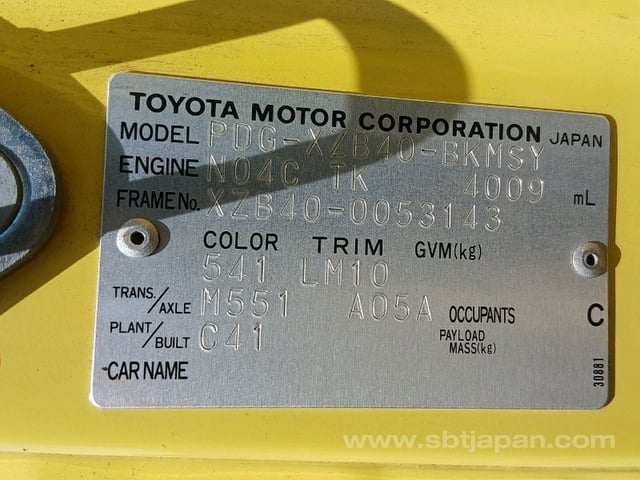 TOYOTA MOTOR CORPORATION JAPAN
MODEL PDG-XZB40-BKMSY
ENGINE N04C TK 4009 mL
FRAME No. XZB40-0053143
COLOR TRIM GVM(kg)
541 LM10
TRANS./AXLE M551 A05A OCCUPANTS C
PLANT/BUILT C41 PAYLOAD MASS(kg)
CAR NAME
30881
www.sbtjapan.com